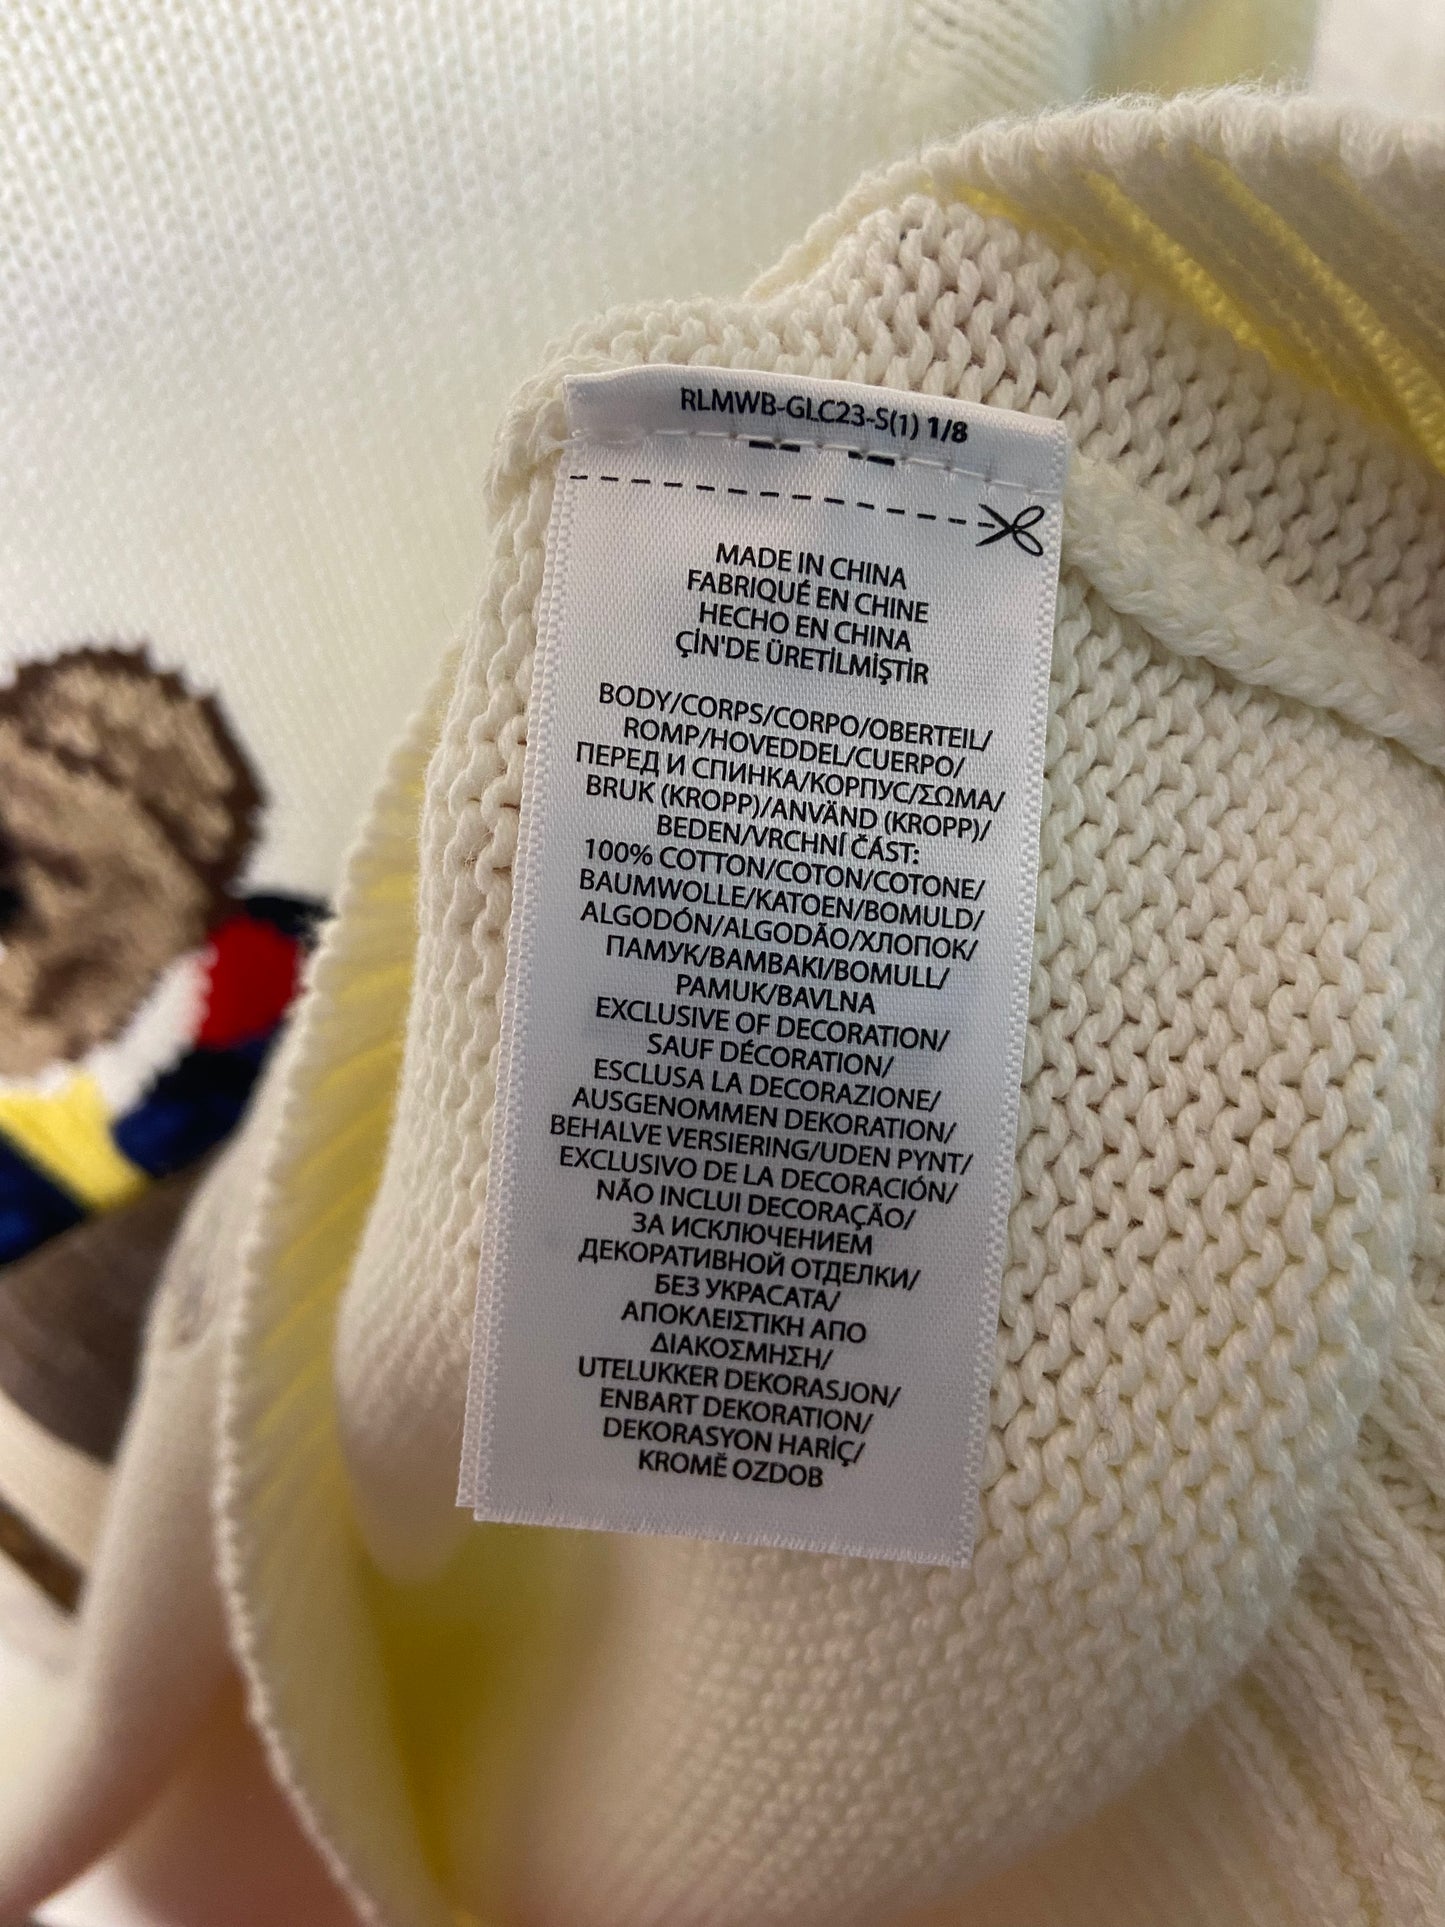 RLMWB-GLC23-S(1) 1/8
MADE IN CHINA
FABRIQUÉ EN CHINE
HECHO EN CHINA
ÇİN'DE ÜRETİLMİŞTİR
BODY/CORPS/CORPO/OBERTEIL/
ROMP/HOVEDDEL/CUERPO/
ПЕРЕД И СПИНКА/КОРПУС/ΣΩΜΑ/
BRUK (KROPP)/ANVÄND (KROPP)/
BEDEN/VRCHNÍ ČÁST:
100% COTTON/COTON/COTONE/
BAUMWOLLE/KATOEN/BOMULD/
ALGODÓN/ALGODÃO/ХЛОПОК/
ПАМУК/ΒΑΜΒΑΚΙ/BOMULL/
PAMUK/BAVLNA
EXCLUSIVE OF DECORATION/
SAUF DÉCORATION/
ESCLUSA LA DECORAZIONE/
AUSGENOMMEN DEKORATION/
BEHALVE VERSIERING/UDEN PYNT/
EXCLUSIVO DE LA DECORACIÓN/
NÃO INCLUI DECORAÇÃO/
ЗА ИСКЛЮЧЕНИЕМ
ДЕКОРАТИВНОЙ ОТДЕЛКИ/
БЕЗ УКРАСАТА/
ΑΠΟΚΛΕΙΣΤΙΚΗ ΑΠΟ
ΔΙΑΚΟΣΜΗΣΗ/
UTELUKKER DEKORASJON/
ENBART DEKORATION/
DEKORASYON HARİÇ/
KROMĚ OZDOB